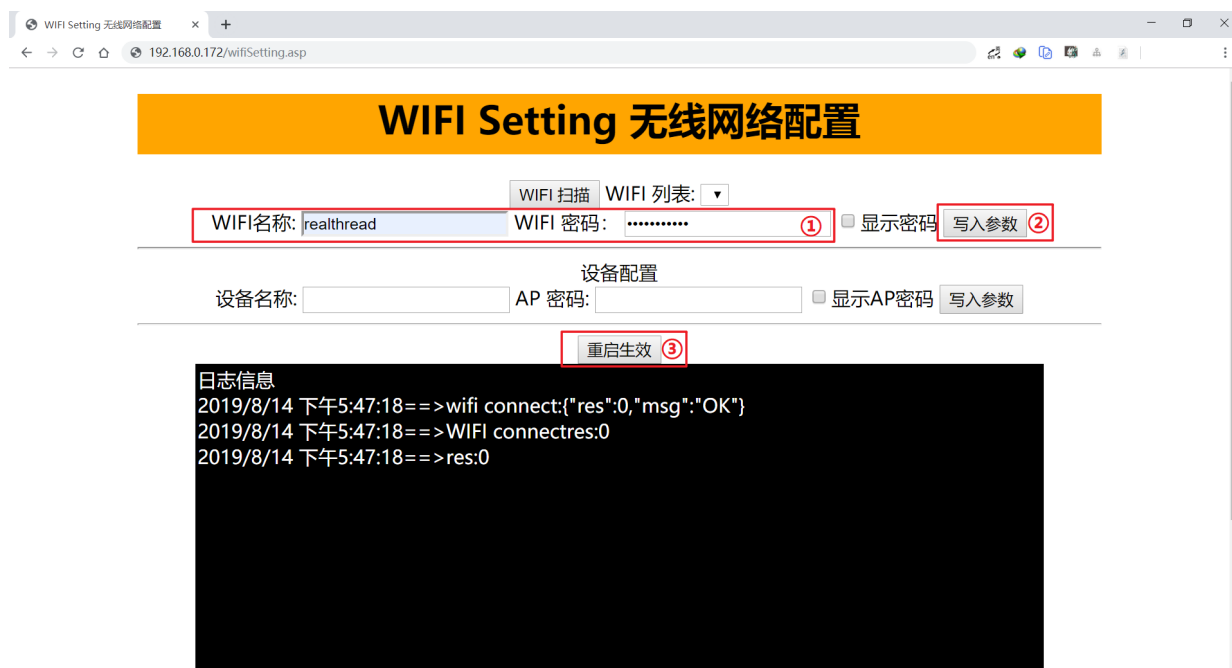 WIFI Setting 无线网络配置
192.168.0.172/wifiSetting.asp
WIFI Setting 无线网络配置
WIFI 扫描 WIFI 列表:
WIFI名称: realthread WIFI 密码： ••••••••••• ① 显示密码 写入参数 ②
设备配置
设备名称: AP 密码: 显示AP密码 写入参数
重启生效 ③
日志信息
2019/8/14 下午5:47:18==>wifi connect:{"res":0,"msg":"OK"}
2019/8/14 下午5:47:18==>WIFI connectres:0
2019/8/14 下午5:47:18==>res:0